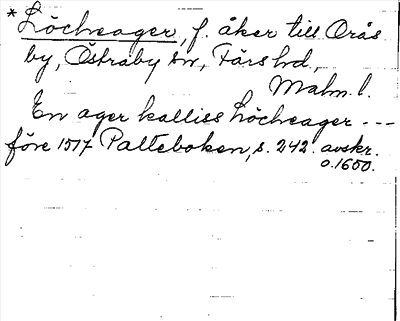 * Löcheager, f. åker till Orås
by, Östraby sn, Färs hd,
Malm. l.
En ager kalliss Löcheager ---
före 1517 Palteboken, s. 242. avskr.
o. 1650.